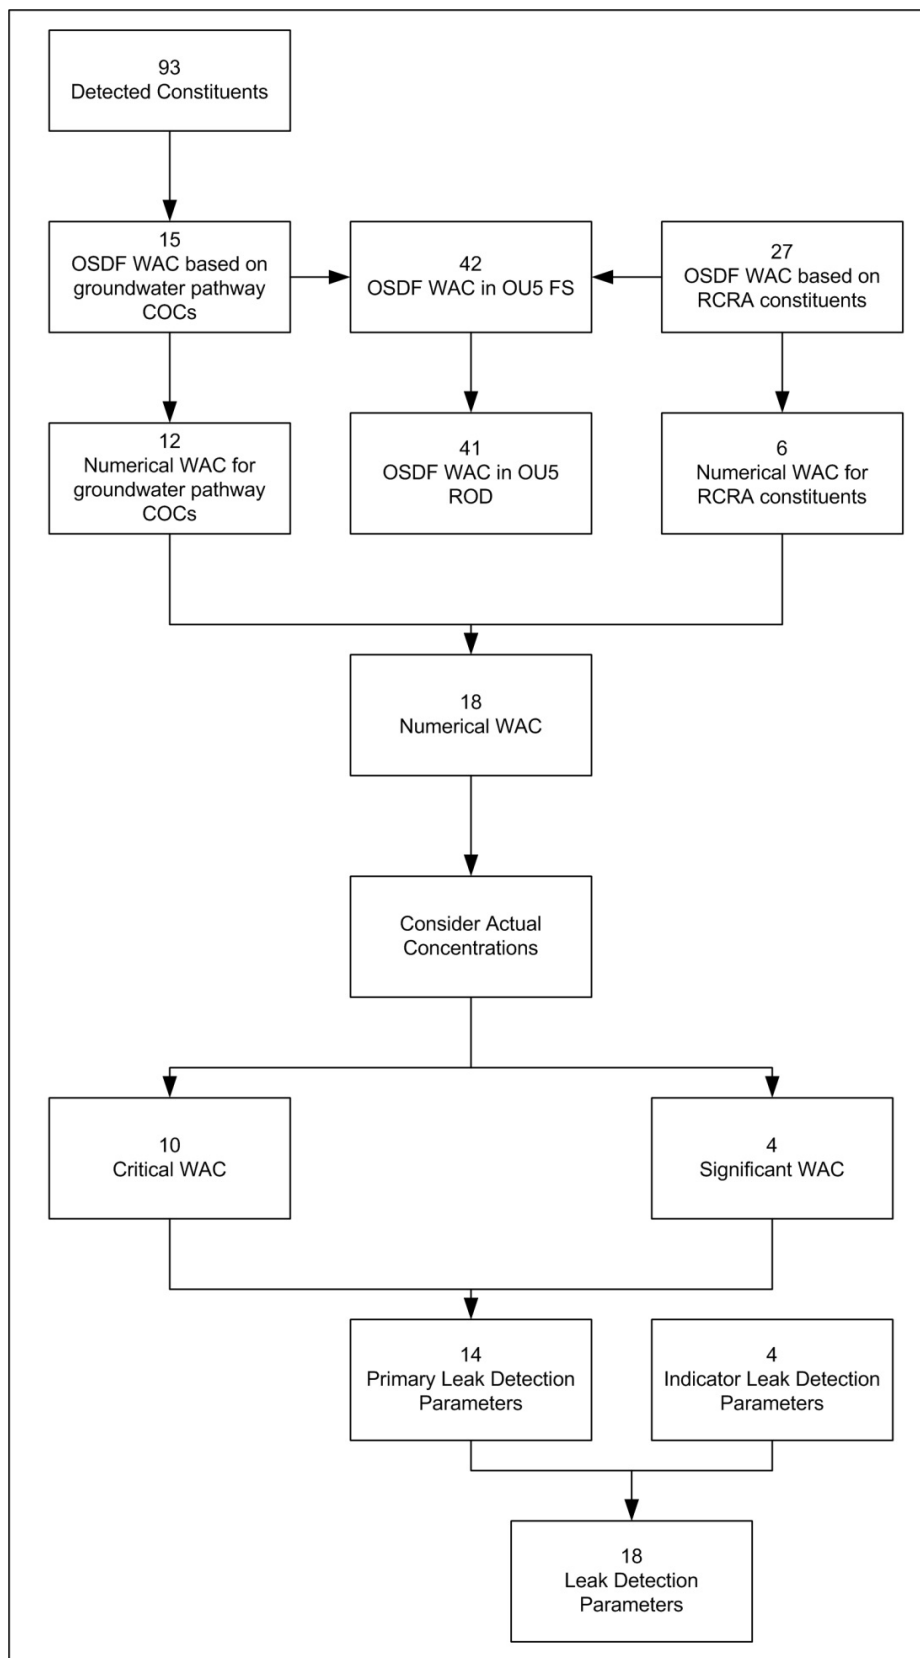 93
Detected Constituents
15
OSDF WAC based on
groundwater pathway
COCs
42
OSDF WAC in OU5 FS
27
OSDF WAC based on
RCRA constituents
12
Numerical WAC for
groundwater pathway
COCs
41
OSDF WAC in OU5
ROD
6
Numerical WAC for
RCRA constituents
18
Numerical WAC
Consider Actual
Concentrations
10
Critical WAC
4
Significant WAC
14
Primary Leak Detection
Parameters
4
Indicator Leak Detection
Parameters
18
Leak Detection
Parameters